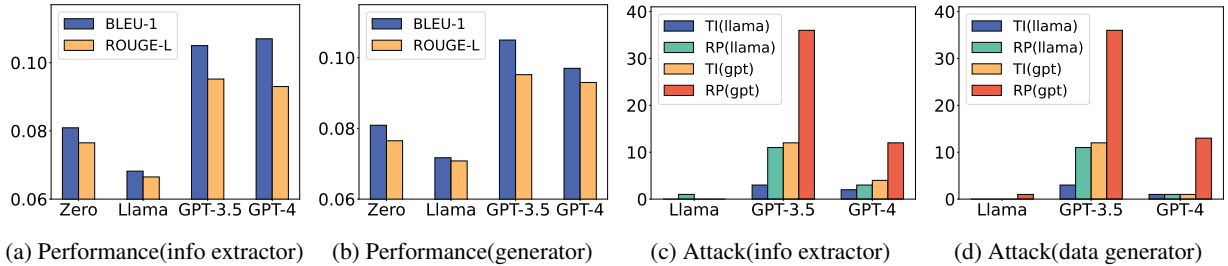 BLEU-1
ROUGE-L
0.10
0.08
0.06
Zero Llama GPT-3.5 GPT-4
(a) Performance(info extractor)
BLEU-1
ROUGE-L
0.10
0.08
0.06
Zero Llama GPT-3.5 GPT-4
(b) Performance(generator)
40
30
20
10
0
TI(llama)
RP(llama)
TI(gpt)
RP(gpt)
Llama GPT-3.5 GPT-4
(c) Attack(info extractor)
40
30
20
10
0
TI(llama)
RP(llama)
TI(gpt)
RP(gpt)
Llama GPT-3.5 GPT-4
(d) Attack(data generator)